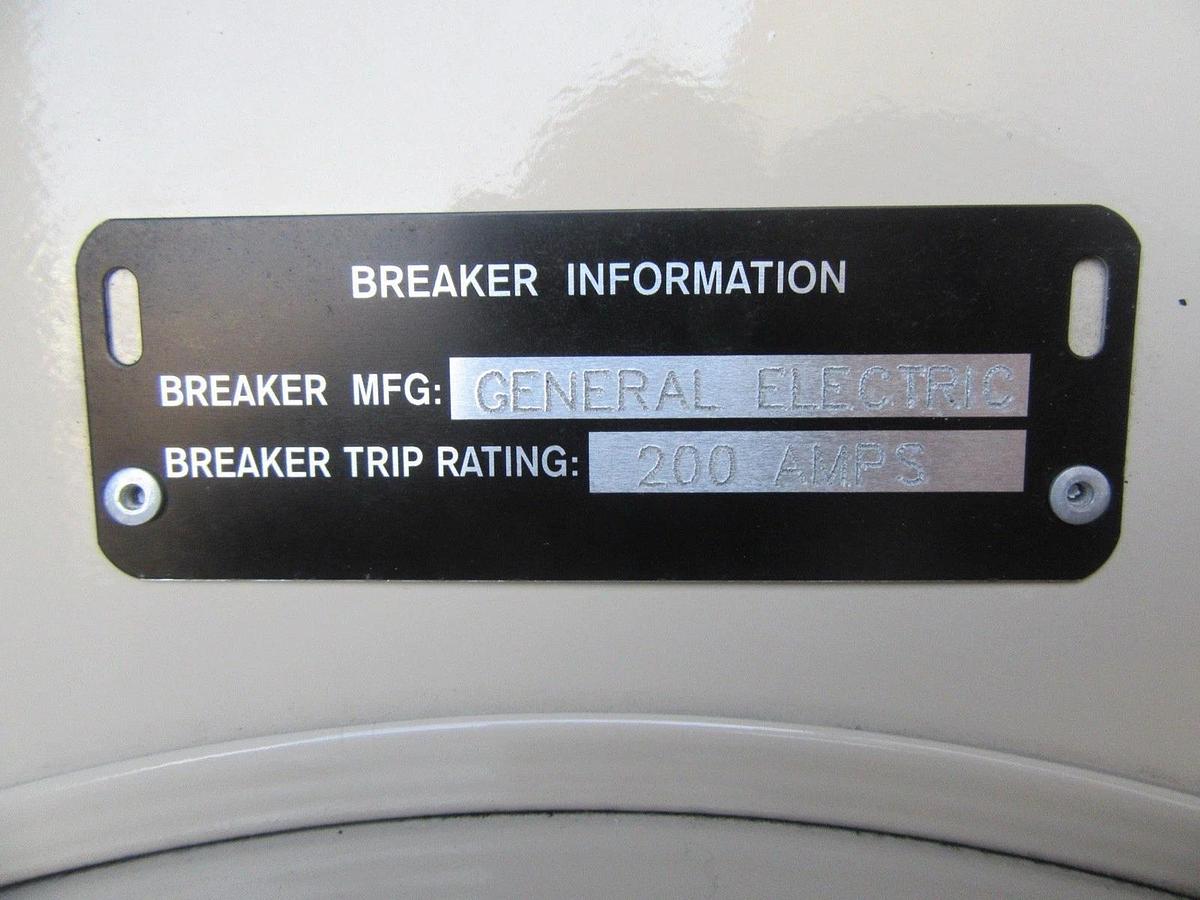 BREAKER INFORMATION
BREAKER MFG: GENERAL ELECTRIC
BREAKER TRIP RATING: 200 AMPS